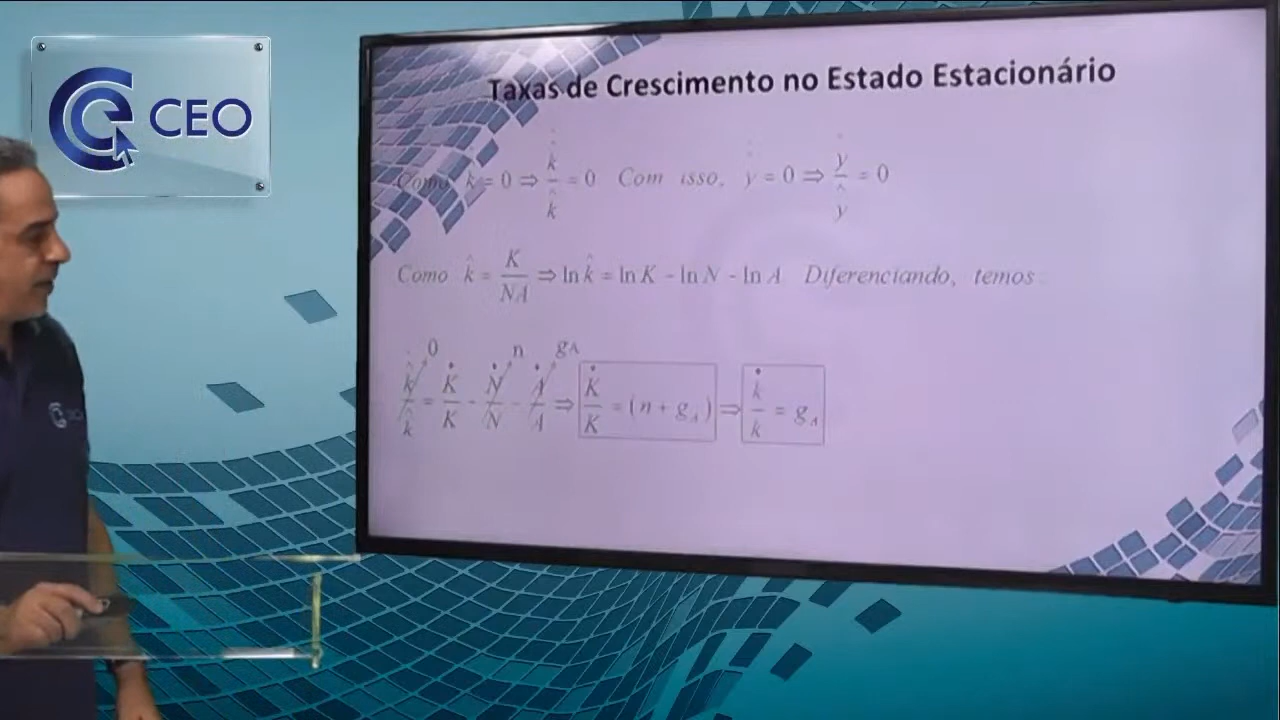 CEO
Taxas de Crescimento no Estado Estacionário
Como k̂̇ = 0 ⇒ k̂̇/k̂ = 0 Com isso, ŷ̇ = 0 ⇒ ẏ/ŷ = 0
Como k̂ = K/NA ⇒ ln k̂ = ln K - ln N - ln A Diferenciando, temos
0 n gA
k̂̇/k̂ = K̇/K - Ṅ/N - Ȧ/A ⇒ K̇/K = (n + gA) ⇒ k̇/k = gA